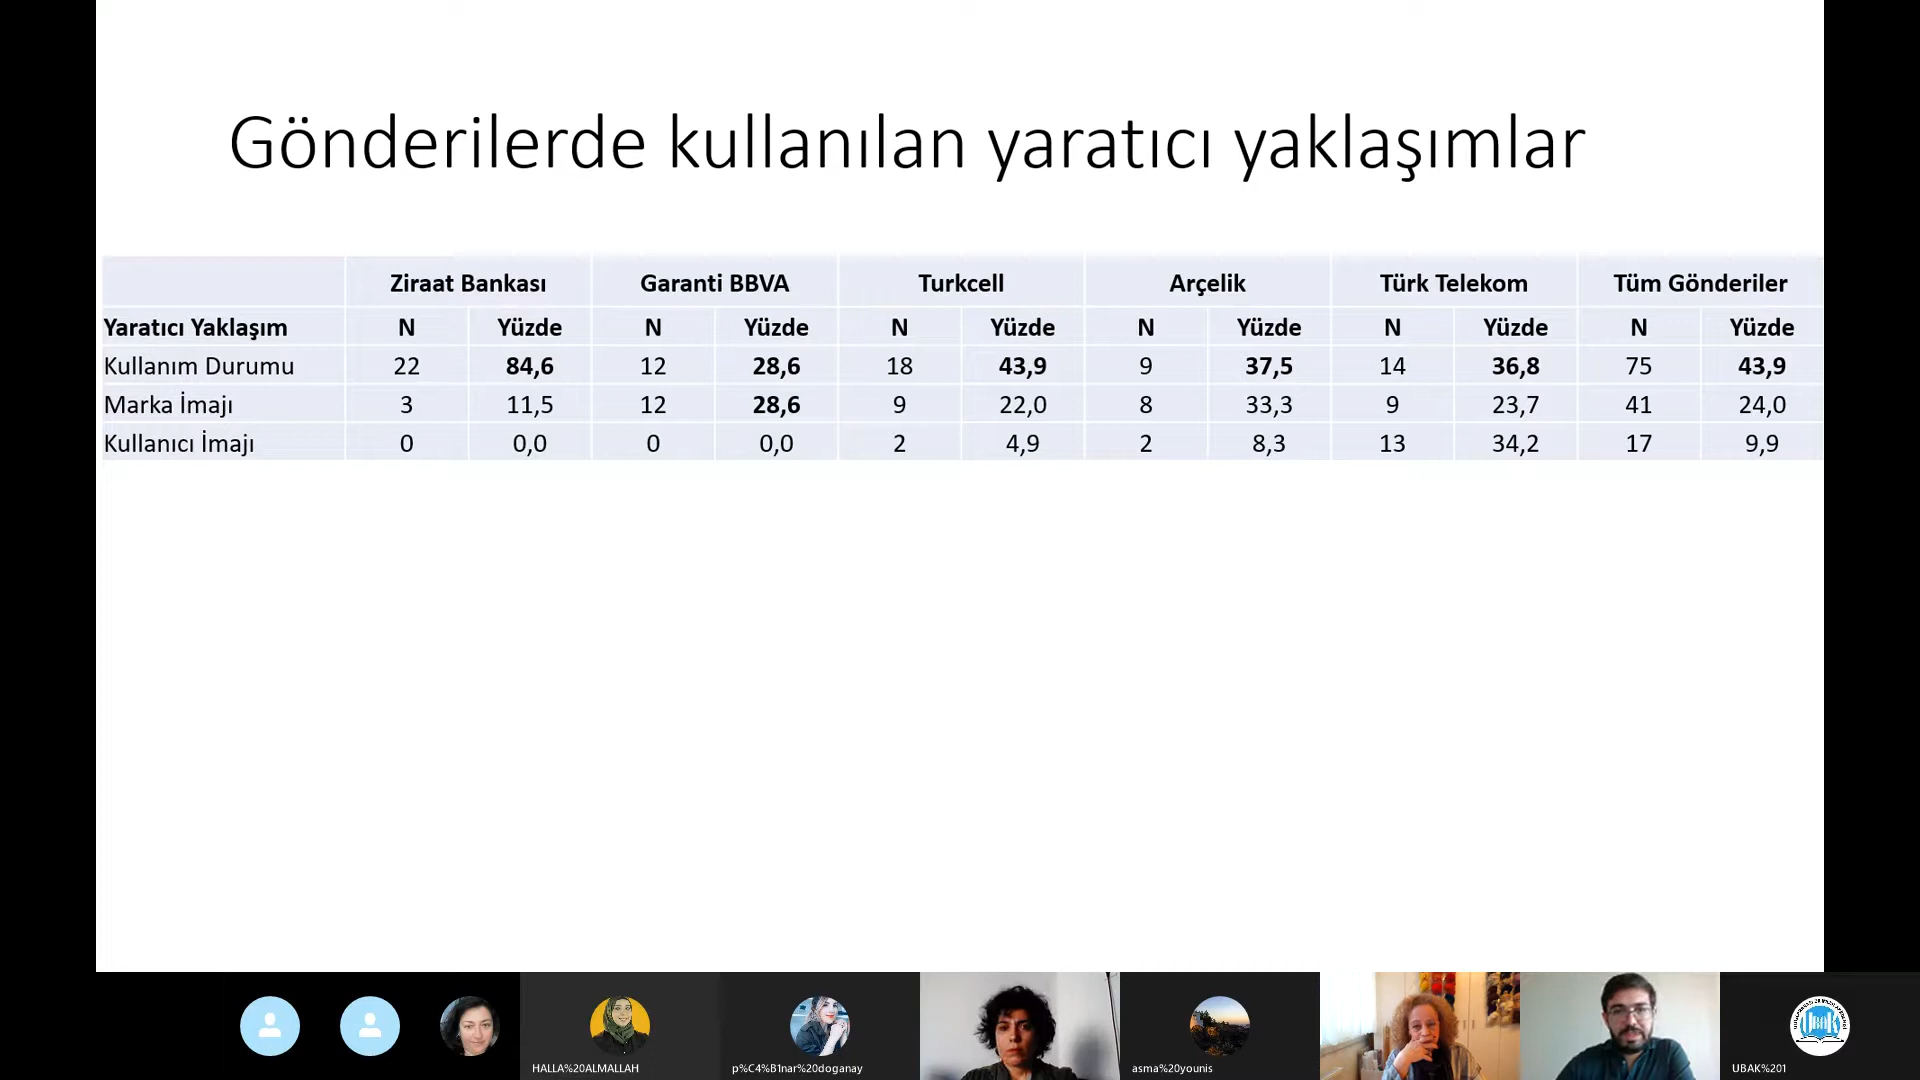 Gönderilerde kullanılan yaratıcı yaklaşımlar
Ziraat Bankası Garanti BBVA Turkcell Arçelik Türk Telekom Tüm Gönderiler
Yaratıcı Yaklaşım N Yüzde N Yüzde N Yüzde N Yüzde N Yüzde N Yüzde
Kullanım Durumu 22 84,6 12 28,6 18 43,9 9 37,5 14 36,8 75 43,9
Marka İmajı 3 11,5 12 28,6 9 22,0 8 33,3 9 23,7 41 24,0
Kullanıcı İmajı 0 0,0 0 0,0 2 4,9 2 8,3 13 34,2 17 9,9
HALLA%20ALMALLAH p%C4%B1nar%20doganay asma%20younis UBAK%201
UBAK